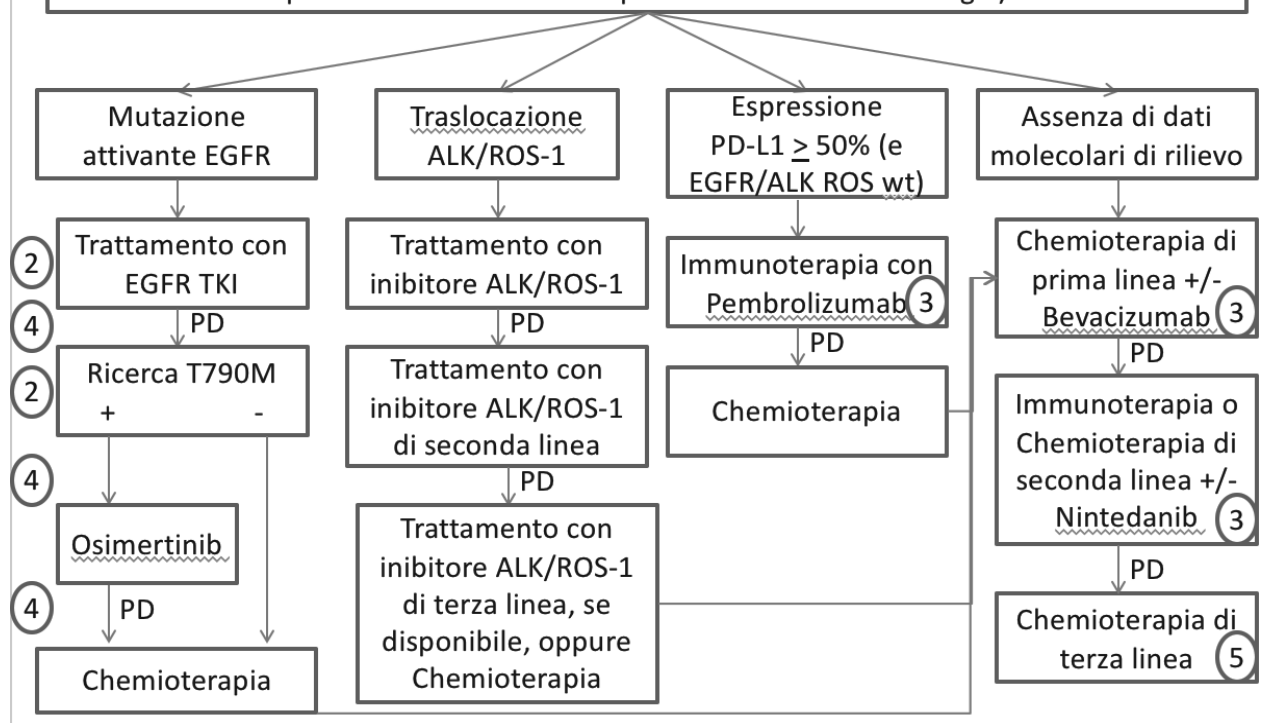 Mutazione
attivante EGFR
2
Trattamento con
EGFR TKI
4
PD
2
Ricerca T790M
+ -
4
Osimertinib
4
PD
Chemioterapia
Traslocazione
ALK/ROS-1
Trattamento con
inibitore ALK/ROS-1
PD
Trattamento con
inibitore ALK/ROS-1
di seconda linea
PD
Trattamento con
inibitore ALK/ROS-1
di terza linea, se
disponibile, oppure
Chemioterapia
Espressione
PD-L1 ≥ 50% (e
EGFR/ALK ROS wt)
Immunoterapia con
Pembrolizumab 3
PD
Chemioterapia
Assenza di dati
molecolari di rilievo
Chemioterapia di
prima linea +/-
Bevacizumab 3
PD
Immunoterapia o
Chemioterapia di
seconda linea +/-
Nintedanib 3
PD
Chemioterapia di
terza linea 5